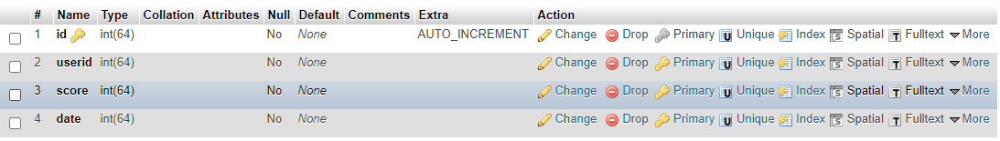 # Name Type Collation Attributes Null Default Comments Extra Action
1 id int(64) No None AUTO_INCREMENT Change Drop Primary Unique Index Spatial Fulltext More
2 userid int(64) No None Change Drop Primary Unique Index Spatial Fulltext More
3 score int(64) No None Change Drop Primary Unique Index Spatial Fulltext More
4 date int(64) No None Change Drop Primary Unique Index Spatial Fulltext More